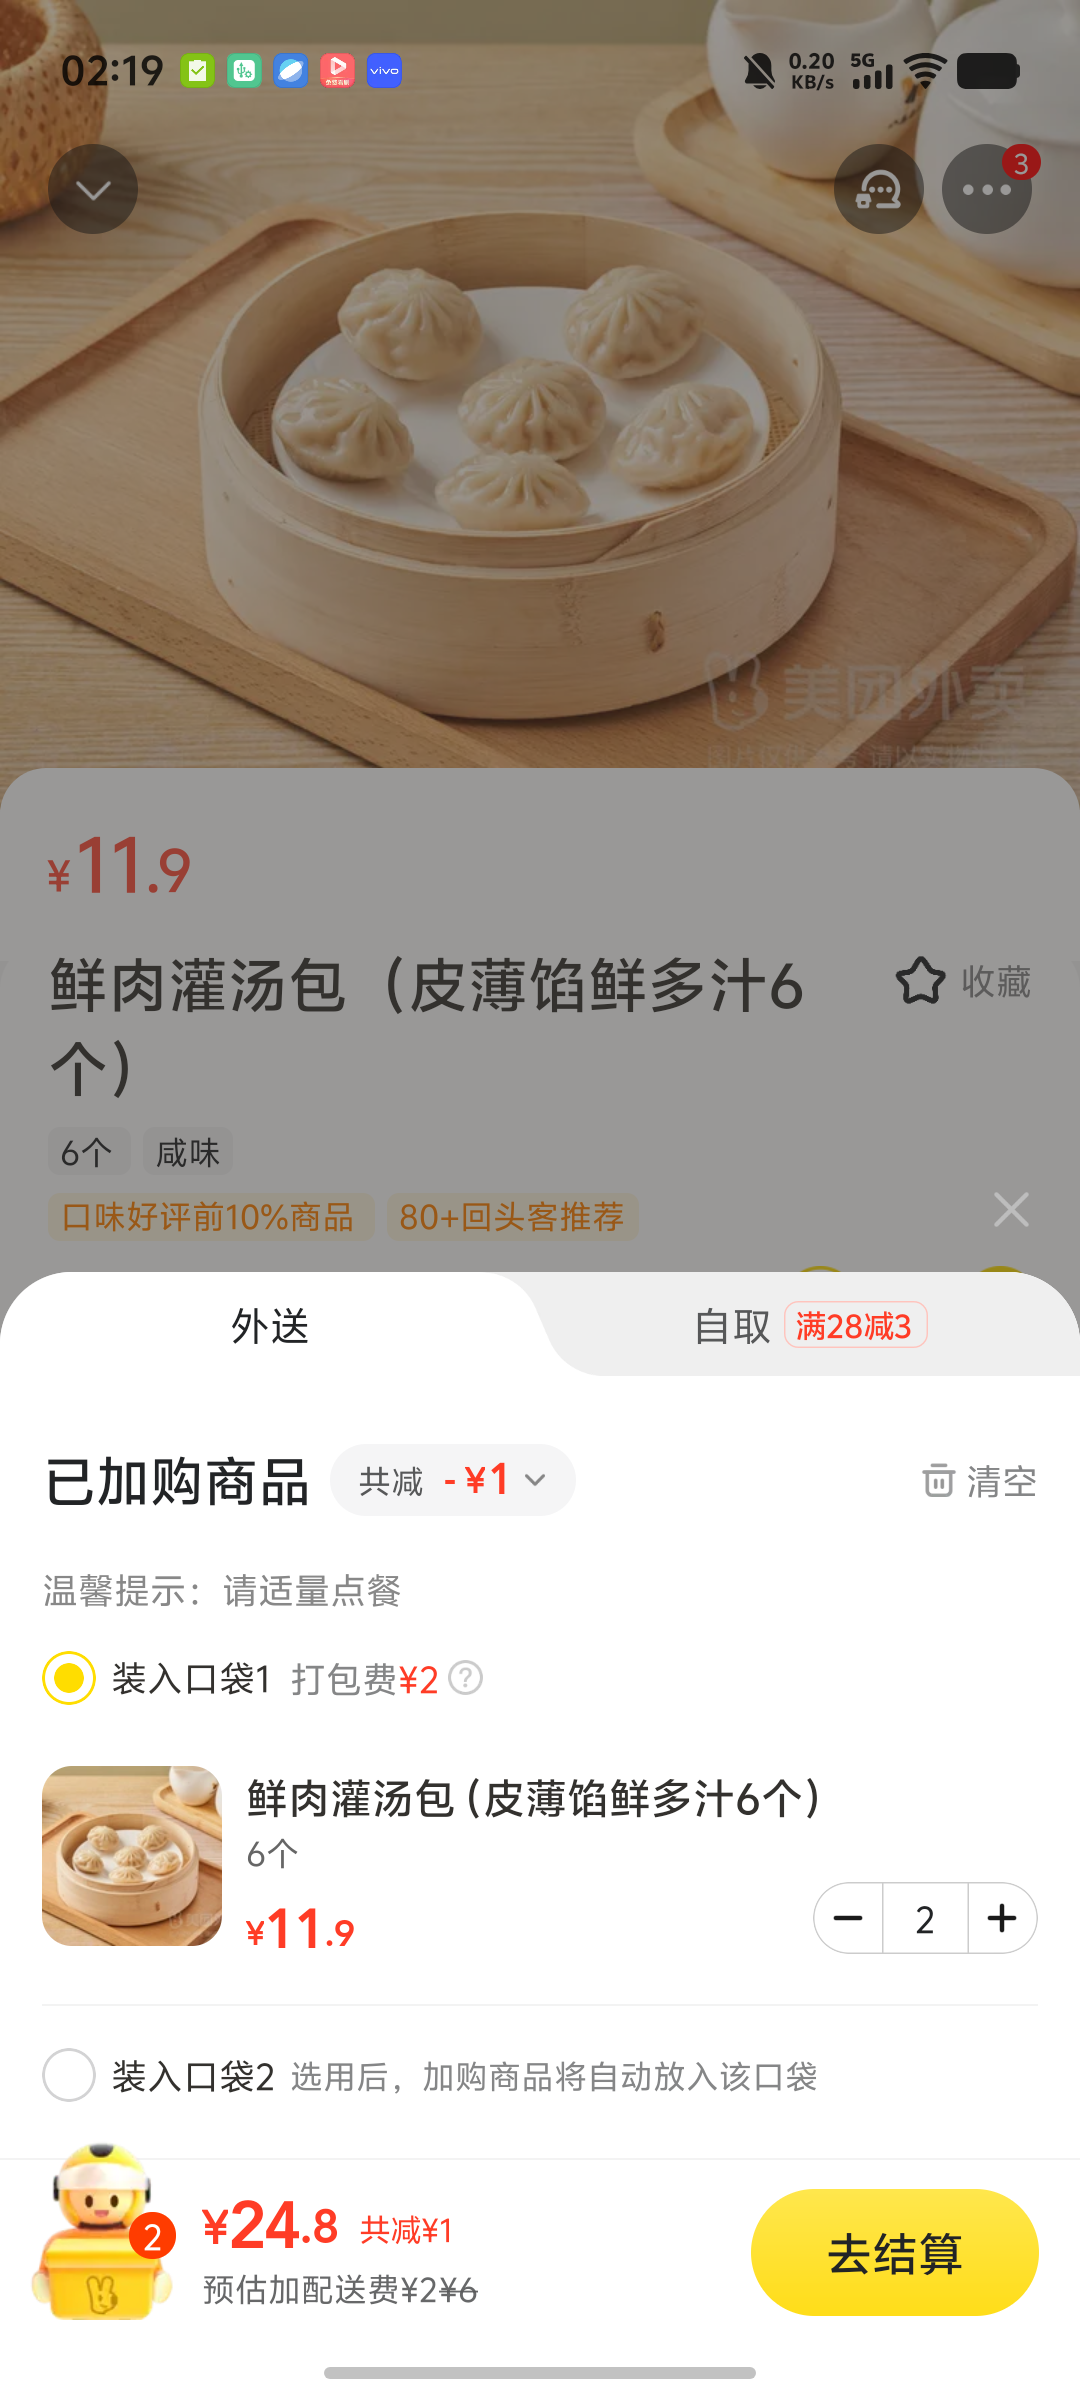 02:19
vivo
0.20
KB/s
5G
3
美团外卖
¥11.9
鲜肉灌汤包（皮薄馅鲜多汁6
个）
收藏
6个 咸味
口味好评前10%商品 80+回头客推荐
外送
自取 满28减3
已加购商品 共减 -¥1
清空
温馨提示：请适量点餐
装入口袋1 打包费¥2 ?
鲜肉灌汤包（皮薄馅鲜多汁6个）
6个
¥11.9
2
装入口袋2 选用后，加购商品将自动放入该口袋
2
¥24.8 共减¥1
预估加配送费¥2¥6
去结算